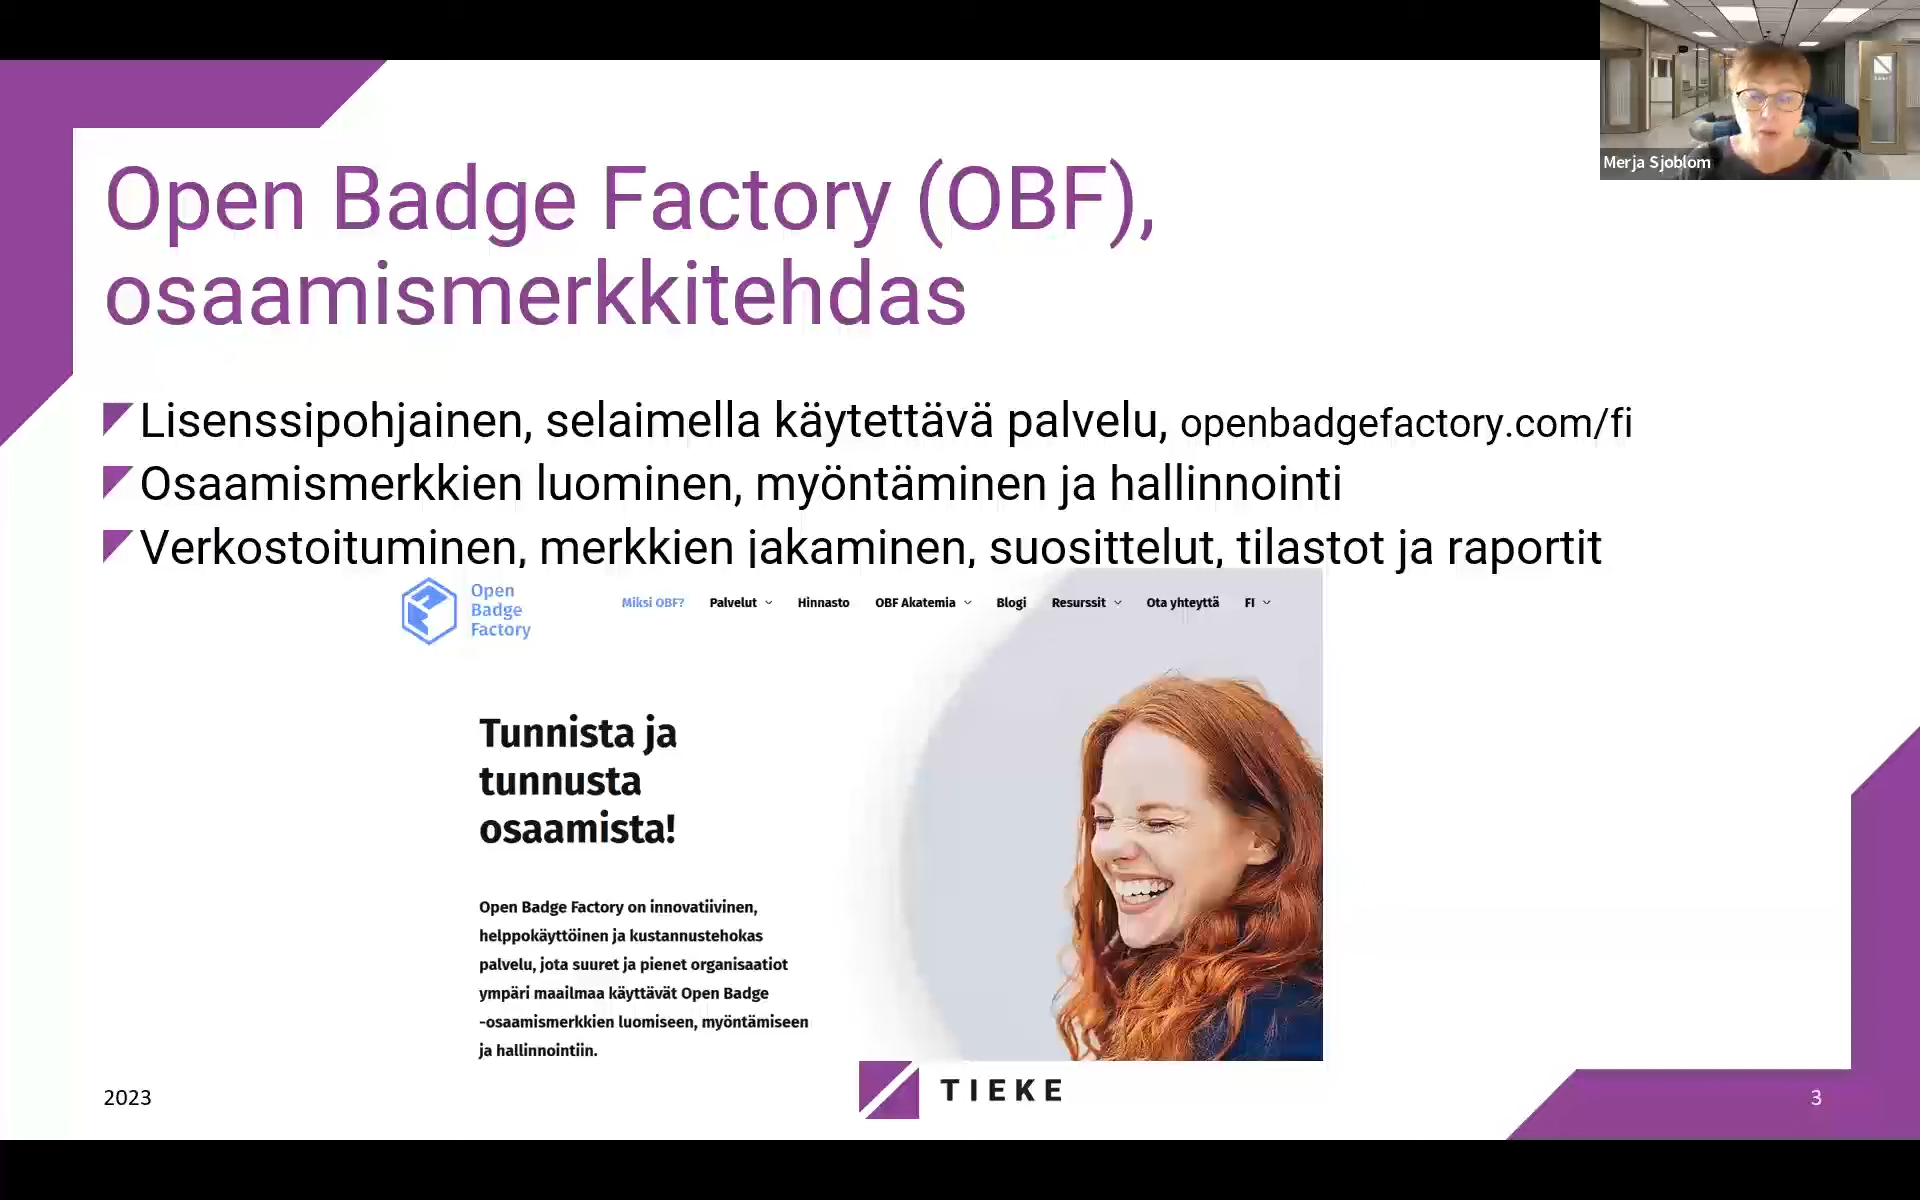 Merja Sjoblom
Open Badge Factory (OBF),
osaamismerkkitehdas
Lisenssipohjainen, selaimella käytettävä palvelu, openbadgefactory.com/fi
Osaamismerkkien luominen, myöntäminen ja hallinnointi
Verkostoituminen, merkkien jakaminen, suosittelut, tilastot ja raportit
Open
Badge
Factory
Miksi OBF? Palvelut Hinnasto OBF Akatemia Blogi Resurssit Ota yhteyttä FI
Tunnista ja
tunnusta
osaamista!
Open Badge Factory on innovatiivinen,
helppokäyttöinen ja kustannustehokas
palvelu, jota suuret ja pienet organisaatiot
ympäri maailmaa käyttävät Open Badge
-osaamismerkkien luomiseen, myöntämiseen
ja hallinnointiin.
2023
TIEKE
3